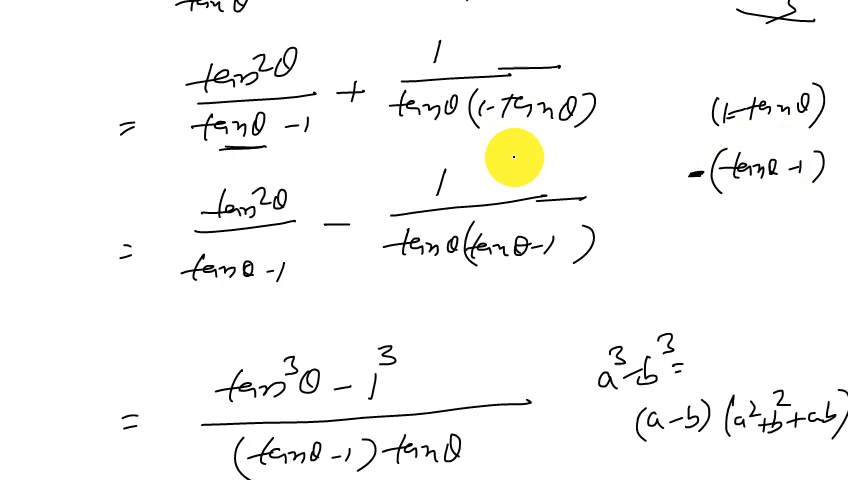 tanθ
= tan²θ / (tanθ - 1) + 1 / (tanθ (1 - tanθ))
(1 - tanθ)
-(tanθ - 1)
= tan²θ / (tanθ - 1) - 1 / (tanθ (tanθ - 1))
= (tan³θ - 1³) / ((tanθ - 1) tanθ)
a³ - b³ =
(a - b) (a² + b² + ab)